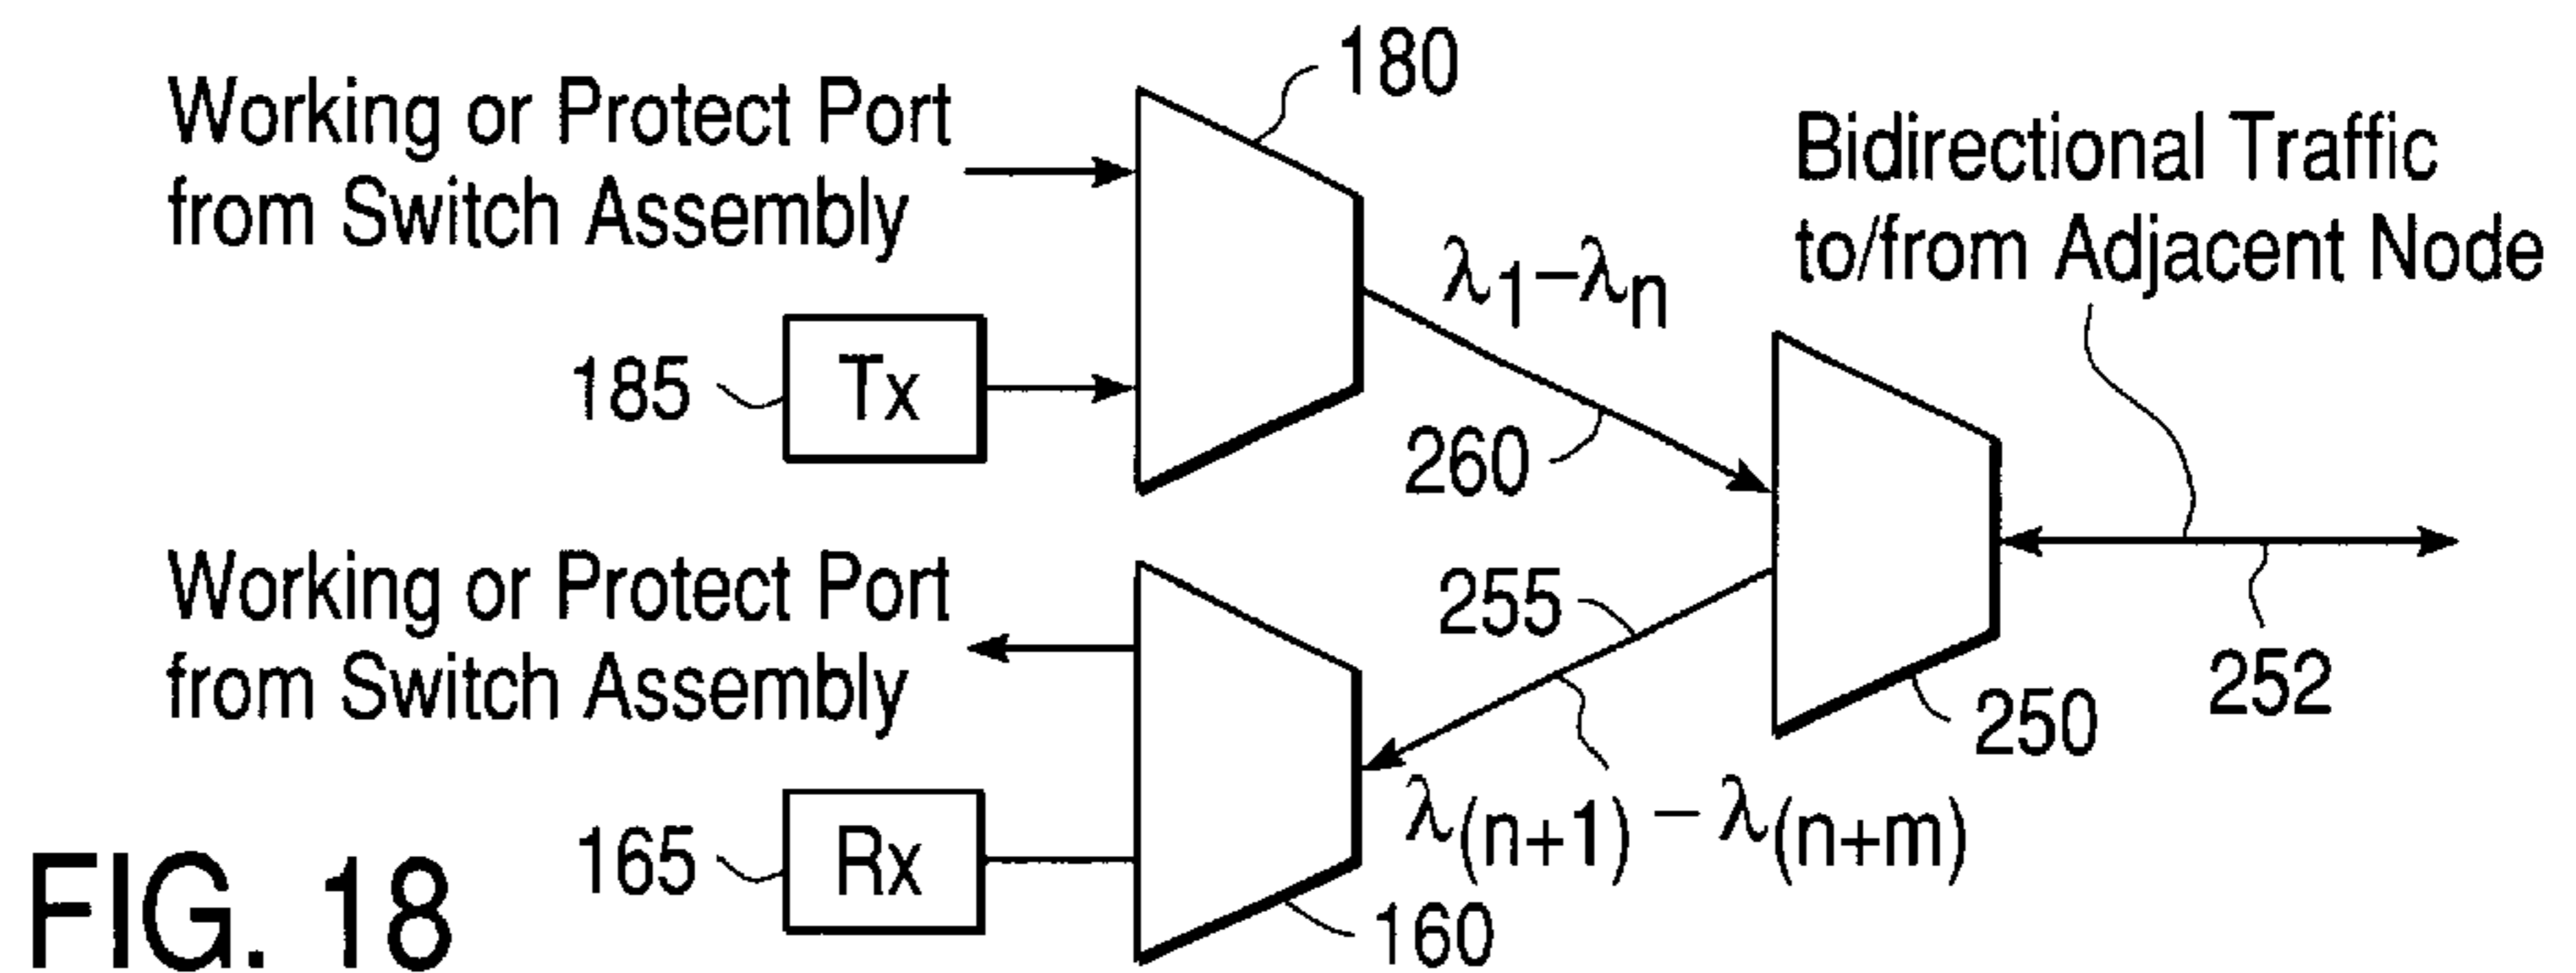 180
Working or Protect Port
from Switch Assembly
Bidirectional Traffic
to/from Adjacent Node
λ1–λn
185
Tx
260
Working or Protect Port
from Switch Assembly
255
252
250
λ(n+1) – λ(n+m)
165
Rx
160
FIG. 18